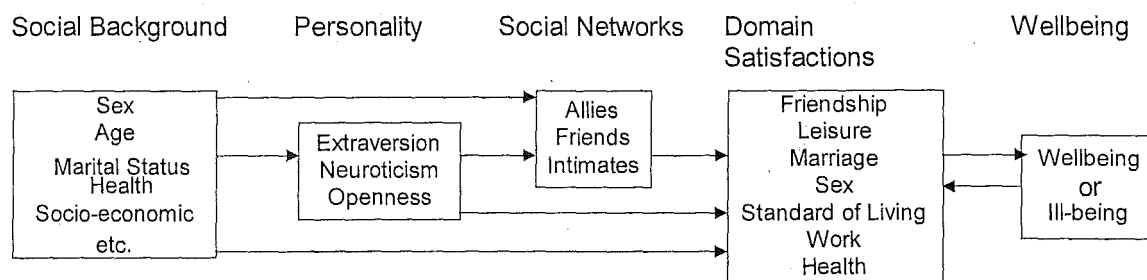 Social Background
Personality
Social Networks
Domain
Satisfactions
Wellbeing
Sex
Age
Marital Status
Health
Socio-economic
etc.
Extraversion
Neuroticism
Openness
Allies
Friends
Intimates
Friendship
Leisure
Marriage
Sex
Standard of Living
Work
Health
Wellbeing
or
Ill-being